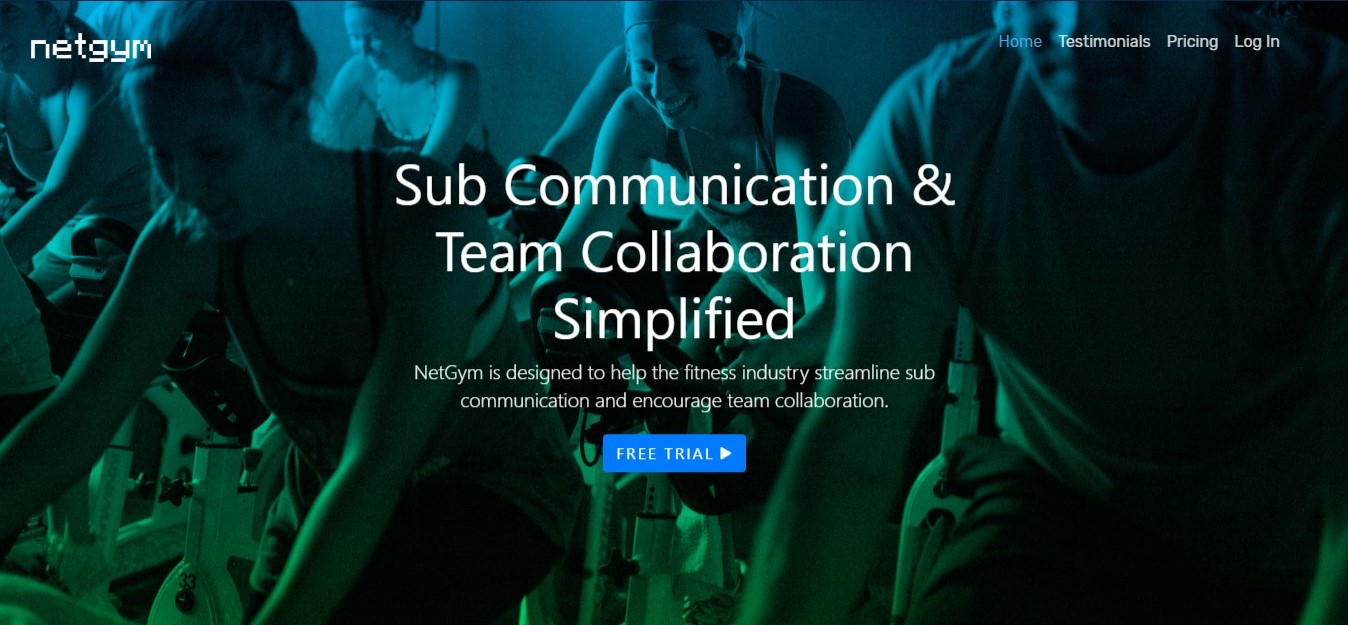 netgym
Home Testimonials Pricing Log In
Sub Communication &
Team Collaboration
Simplified
NetGym is designed to help the fitness industry streamline sub
communication and encourage team collaboration.
FREE TRIAL
33